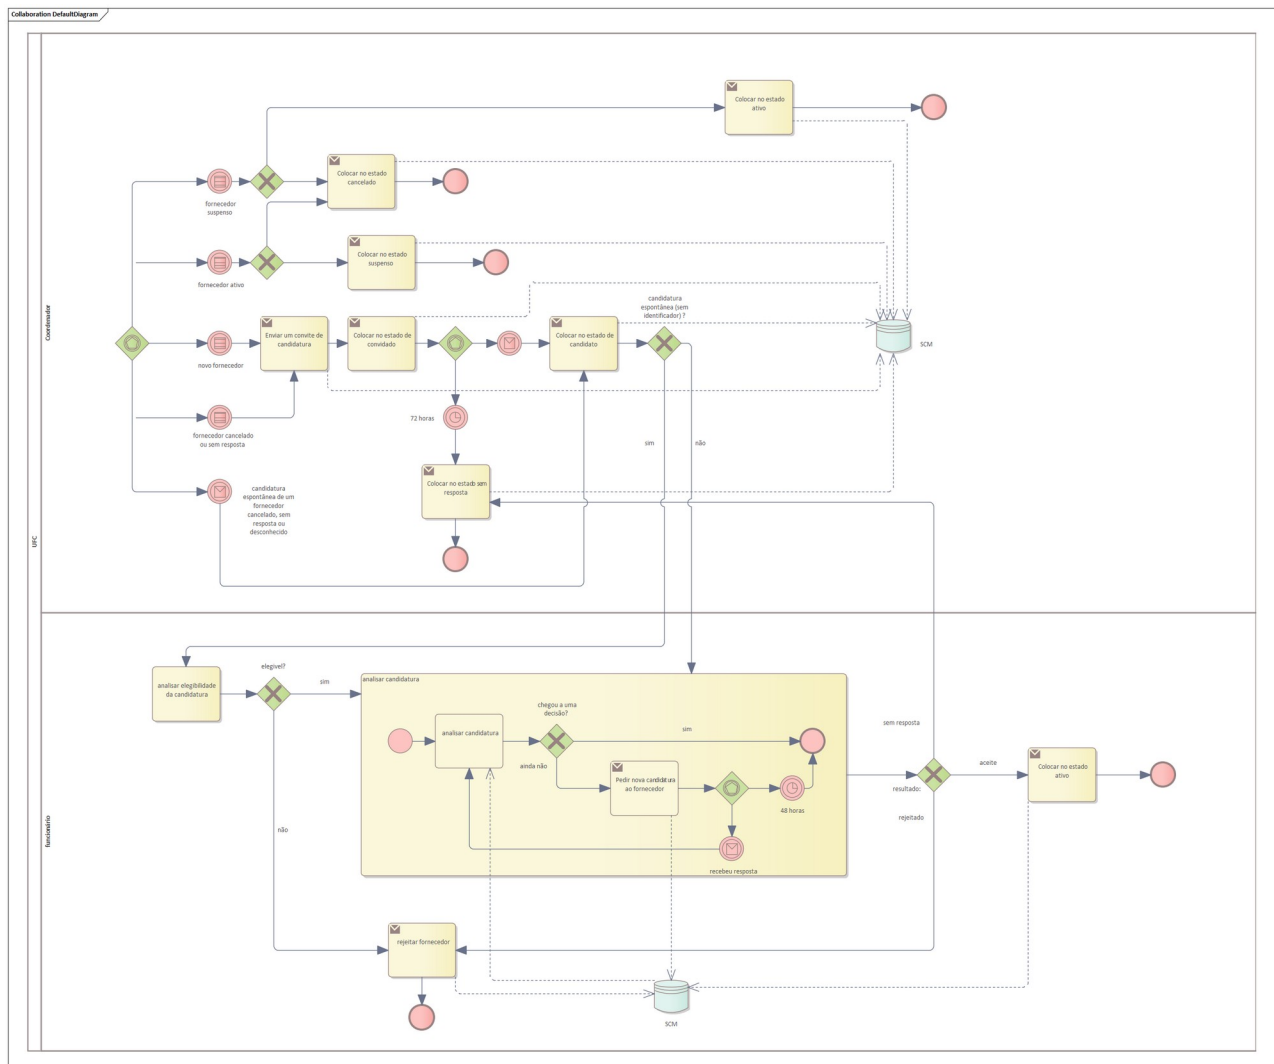 Collaboration DefaultDiagram
UFC
Coordenador
Colocar no estado
ativo
Colocar no estado
cancelado
fornecedor
suspenso
Colocar no estado
suspenso
fornecedor ativo
candidatura
espontânea (sem
identificador) ?
Enviar um convite de
candidatura
Colocar no estado de
convidado
Colocar no estado de
candidato
SCM
novo fornecedor
72 horas
fornecedor cancelado
ou sem resposta
sim
não
Colocar no estado sem
resposta
candidatura
espontânea de um
fornecedor
cancelado, sem
resposta ou
desconhecido
funcionário
analisar elegibilidade
da candidatura
elegivel?
sim
não
analisar candidatura
analisar candidatura
chegou a uma
decisão?
sim
ainda não
Pedir nova candidatura
ao fornecedor
48 horas
recebeu resposta
sem resposta
resultado:
aceite
rejeitado
Colocar no estado
ativo
rejeitar fornecedor
SCM